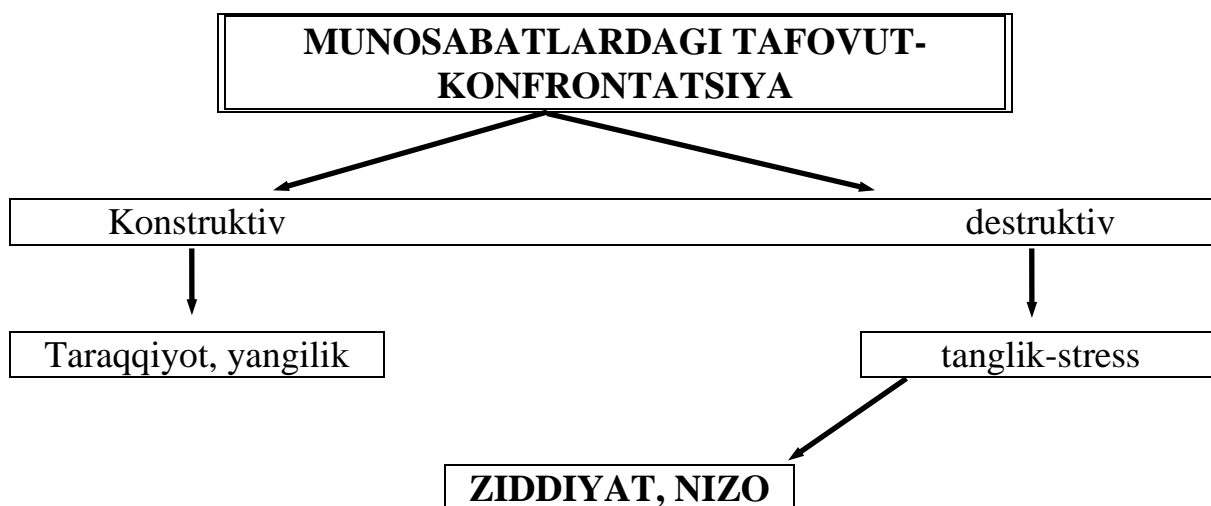 MUNOSABATLARDAGI TAFOVUT-
KONFRONTATSIYA
Konstruktiv destruktiv
Taraqqiyot, yangilik tanglik-stress
ZIDDIYAT, NIZO